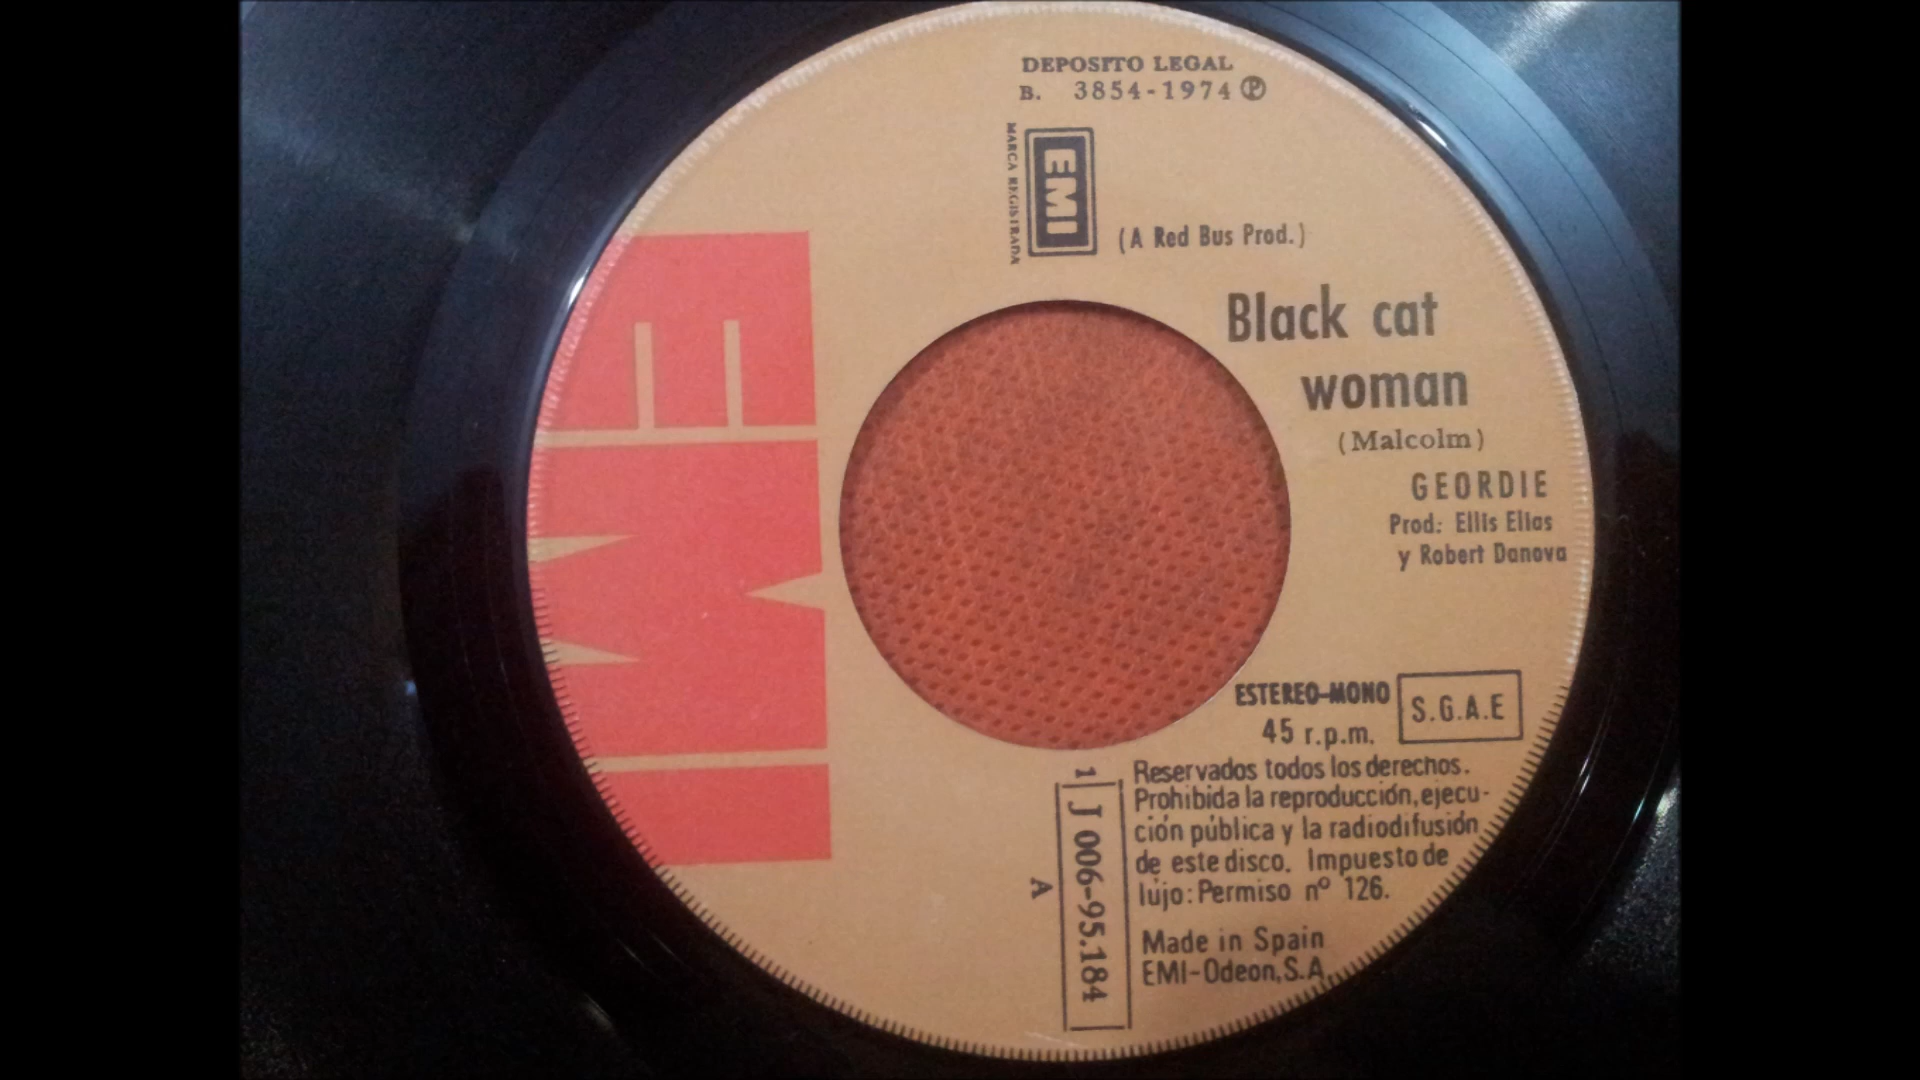 DEPOSITO LEGAL
B. 3854-1974 Ⓟ
MARCA REGISTRADA
EMI
(A Red Bus Prod.)
Black cat
woman
(Malcolm)
GEORDIE
Prod: Ellis Elias
y Robert Danova
EMI
ESTEREO-MONO
45 r.p.m.
S.G.A.E
1 J 006-95.184
A
Reservados todos los derechos.
Prohibida la reproducción, ejecu-
ción pública y la radiodifusión
de este disco. Impuesto de
lujo: Permiso nº 126.
Made in Spain
EMI-Odeon, S.A.